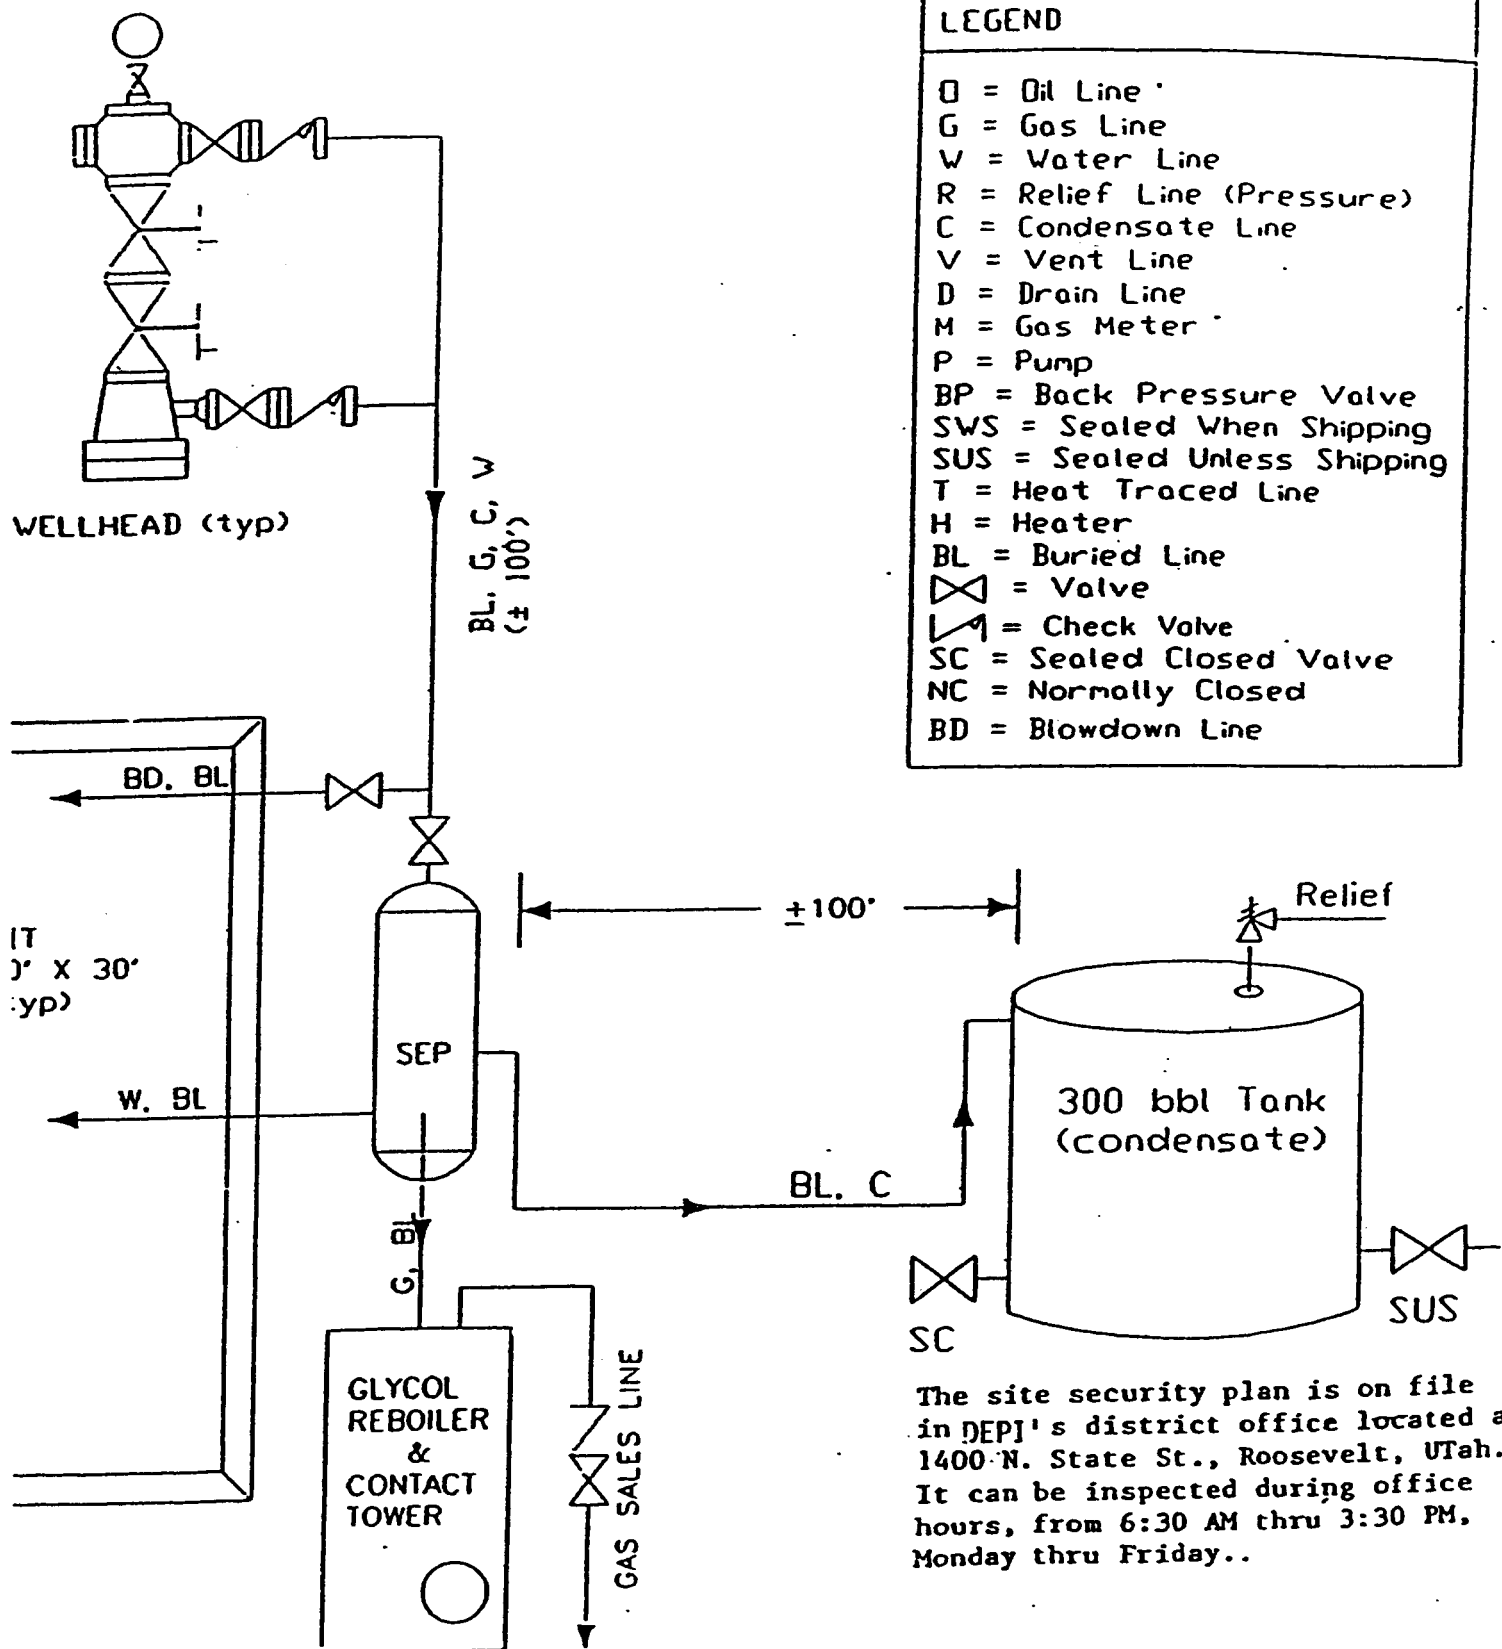 LEGEND
O = Oil Line
G = Gas Line
W = Water Line
R = Relief Line (Pressure)
C = Condensate Line
V = Vent Line
D = Drain Line
M = Gas Meter
P = Pump
BP = Back Pressure Valve
SWS = Sealed When Shipping
SUS = Sealed Unless Shipping
T = Heat Traced Line
H = Heater
BL = Buried Line
= Valve
= Check Valve
SC = Sealed Closed Valve
NC = Normally Closed
BD = Blowdown Line
WELLHEAD (typ)
BL, G, C, W
(± 100')
BD. BL
±100'
Relief
IT
0' X 30'
yp)
SEP
W. BL
300 bbl Tank
(condensate)
BL. C
G, BL
SC
SUS
GLYCOL
REBOILER
&
CONTACT
TOWER
GAS SALES LINE
The site security plan is on file
in DEPI's district office located a
1400 N. State St., Roosevelt, UTah.
It can be inspected during office
hours, from 6:30 AM thru 3:30 PM,
Monday thru Friday..